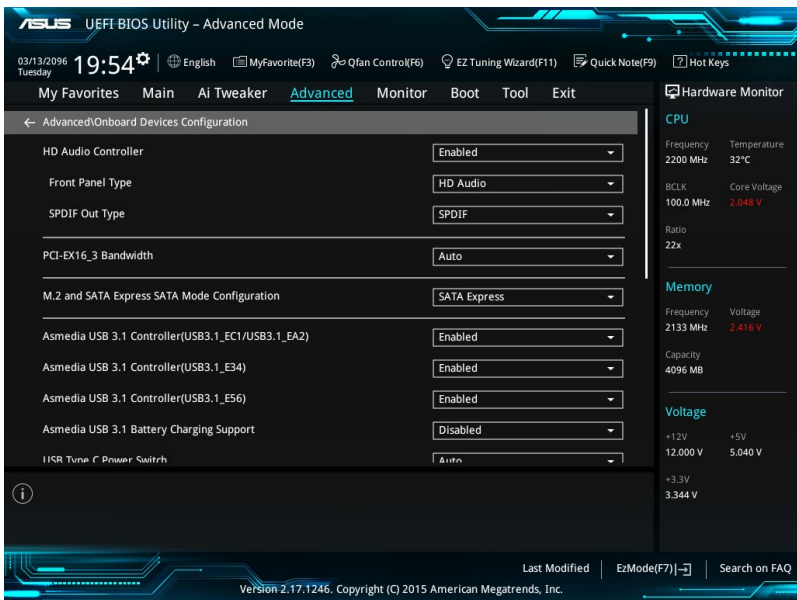 ASUS UEFI BIOS Utility – Advanced Mode
03/13/2096
Tuesday
19:54
English
MyFavorite(F3)
Qfan Control(F6)
EZ Tuning Wizard(F11)
Quick Note(F9)
? Hot Keys
My Favorites Main Ai Tweaker Advanced Monitor Boot Tool Exit
Hardware Monitor
← Advanced\Onboard Devices Configuration
HD Audio Controller Enabled
Front Panel Type HD Audio
SPDIF Out Type SPDIF
PCI-EX16_3 Bandwidth Auto
M.2 and SATA Express SATA Mode Configuration SATA Express
Asmedia USB 3.1 Controller(USB3.1_EC1/USB3.1_EA2) Enabled
Asmedia USB 3.1 Controller(USB3.1_E34) Enabled
Asmedia USB 3.1 Controller(USB3.1_E56) Enabled
Asmedia USB 3.1 Battery Charging Support Disabled
USB Type C Power Switch Auto
CPU
Frequency Temperature
2200 MHz 32°C
BCLK Core Voltage
100.0 MHz 2.048 V
Ratio
22x
Memory
Frequency Voltage
2133 MHz 2.416 V
Capacity
4096 MB
Voltage
+12V +5V
12.000 V 5.040 V
+3.3V
3.344 V
Last Modified
EzMode(F7)
Search on FAQ
Version 2.17.1246. Copyright (C) 2015 American Megatrends, Inc.